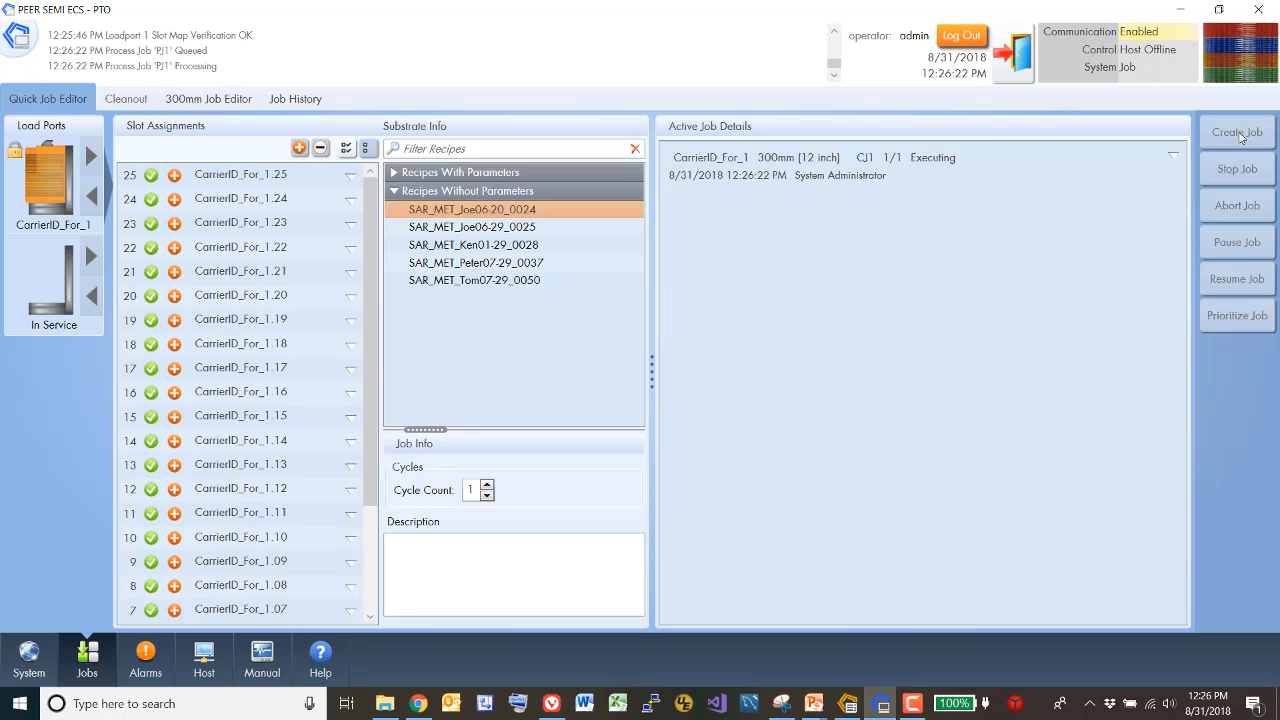 PEER SEMI ECS - PTO
12:25:46 PM Loadport 1 Slot Map Verification OK
12:26:22 PM Process Job 'PJ1' Queued
12:26:22 PM Process Job 'PJ1' Processing
operator: admin Log Out
8/31/2018
12:26:22 PM
Communication Enabled
Control Host Offline
System Job
Quick Job Editor Cleanout 300mm Job Editor Job History
Load Ports
CarrierID_For_1
In Service
Slot Assignments
25 CarrierID_For_1.25
24 CarrierID_For_1.24
23 CarrierID_For_1.23
22 CarrierID_For_1.22
21 CarrierID_For_1.21
20 CarrierID_For_1.20
19 CarrierID_For_1.19
18 CarrierID_For_1.18
17 CarrierID_For_1.17
16 CarrierID_For_1.16
15 CarrierID_For_1.15
14 CarrierID_For_1.14
13 CarrierID_For_1.13
12 CarrierID_For_1.12
11 CarrierID_For_1.11
10 CarrierID_For_1.10
9 CarrierID_For_1.09
8 CarrierID_For_1.08
7 CarrierID_For_1.07
Substrate Info
Filter Recipes
Recipes With Parameters
Recipes Without Parameters
SAR_MET_Joe06-20_0024
SAR_MET_Joe06-29_0025
SAR_MET_Ken01-29_0028
SAR_MET_Peter07-29_0037
SAR_MET_Tom07-29_0050
Job Info
Cycles
Cycle Count: 1
Description
Active Job Details
CarrierID_For_ 300mm (12 inch) CJ1 1/1 Executing
8/31/2018 12:26:22 PM System Administrator
Create Job
Stop Job
Abort Job
Pause Job
Resume Job
Prioritize Job
System Jobs Alarms Host Manual Help
Type here to search
100%
12:26 PM
8/31/2018